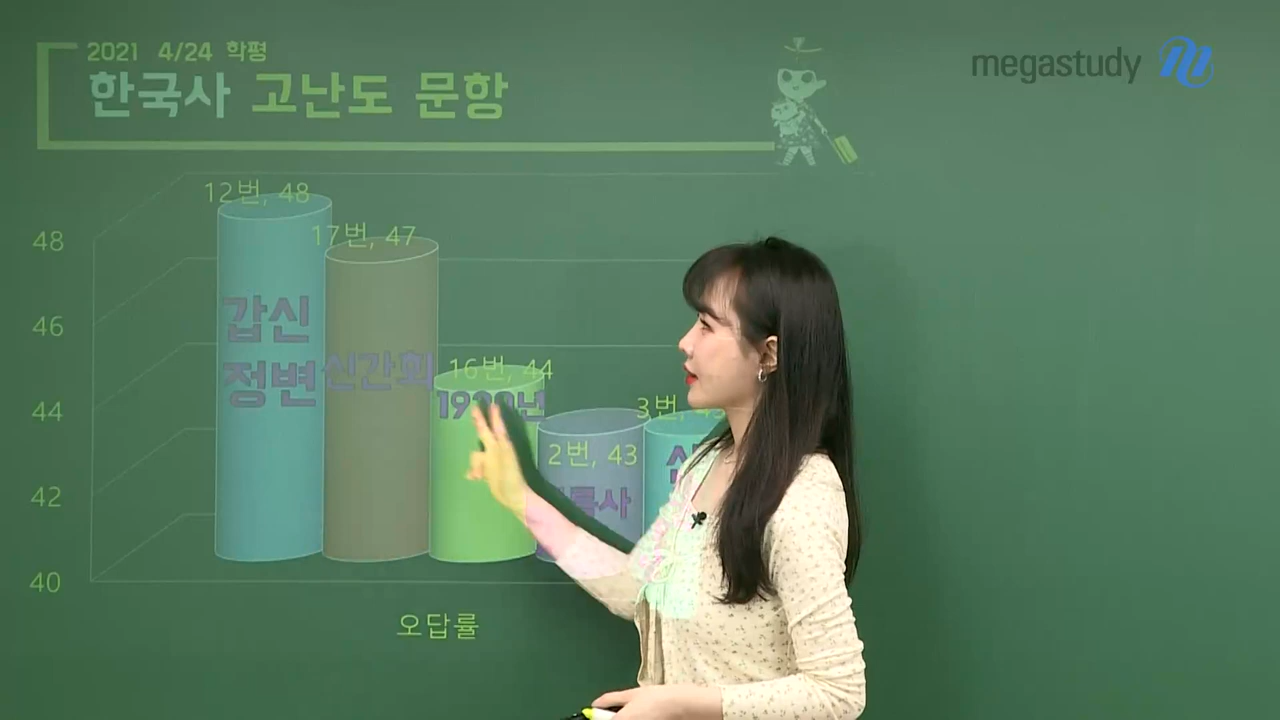 2021 4/24 학평
한국사 고난도 문항
megastudy
12번, 48
17번, 47
16번, 44
2번, 43
3번,
갑신
정변
신간회
48
46
44
42
40
오답률